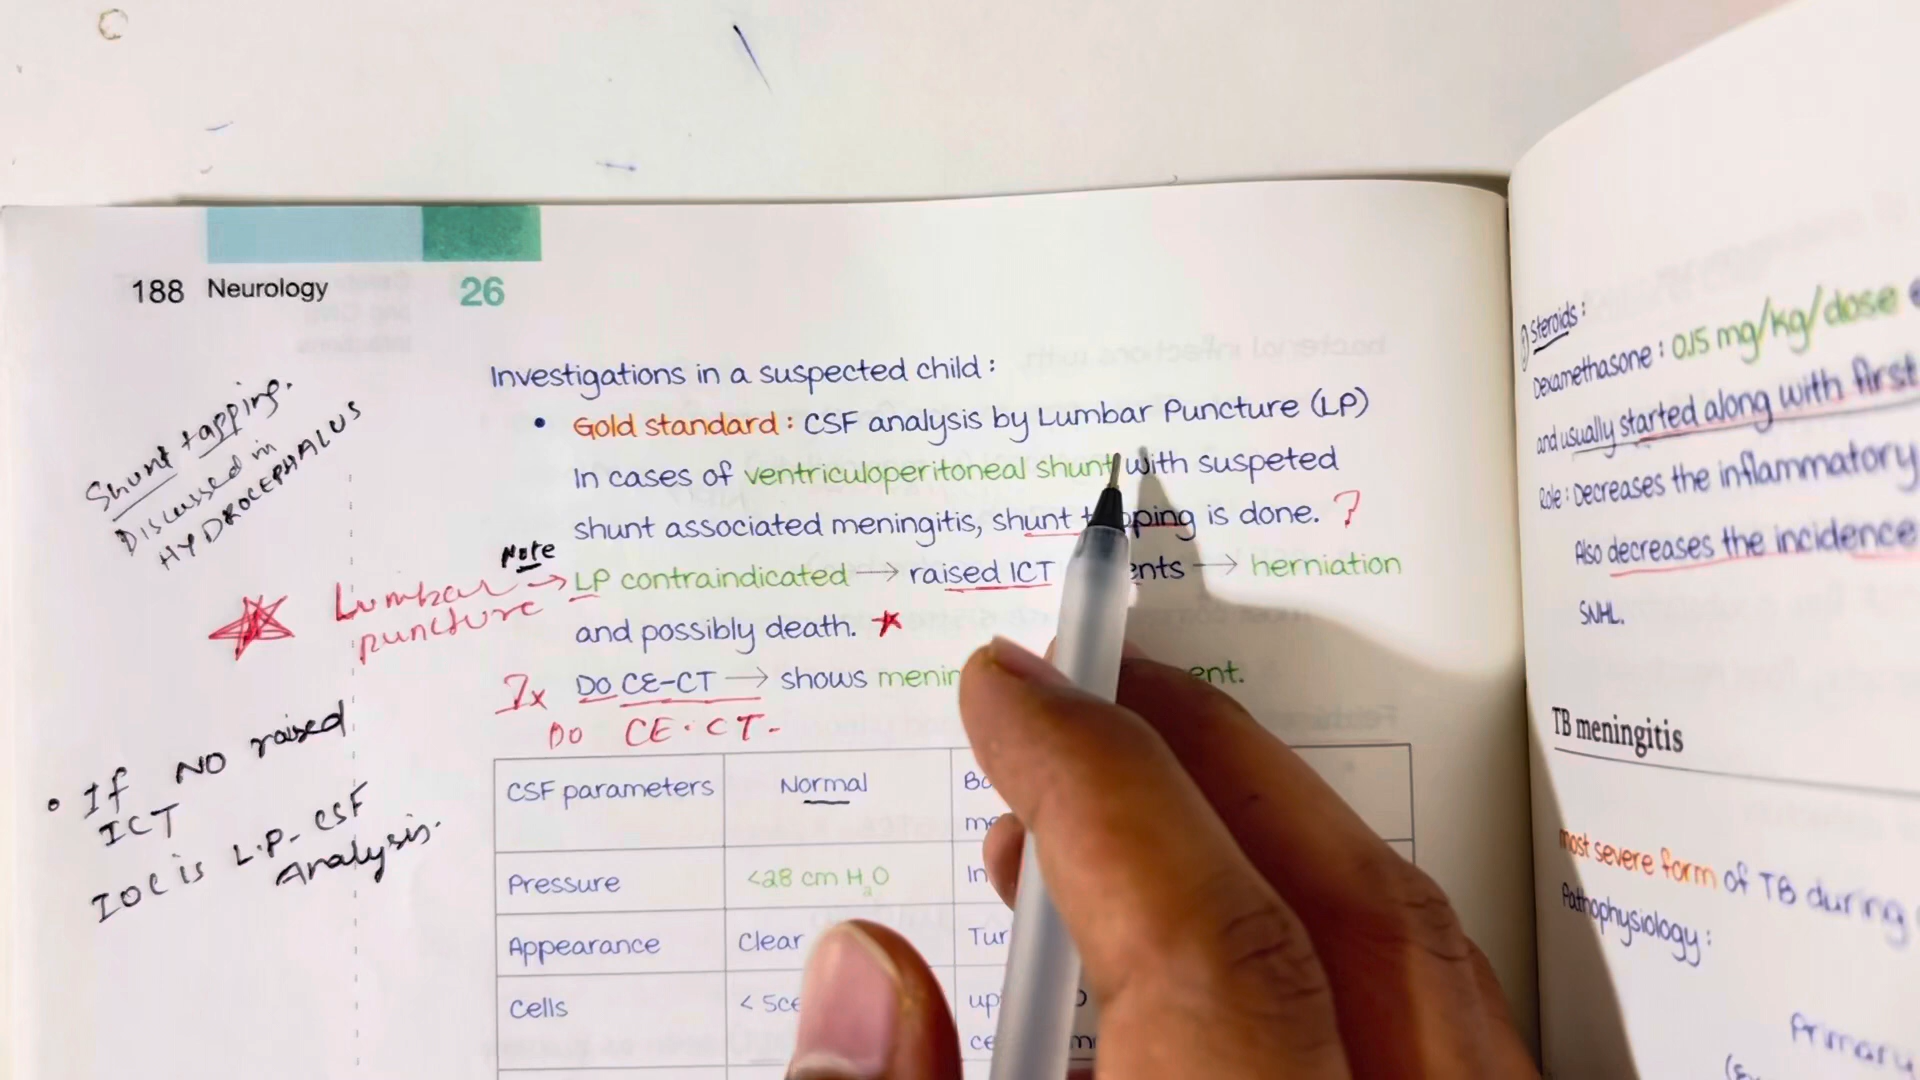 188 Neurology 26
Investigations in a suspected child :
• Gold standard : CSF analysis by Lumbar Puncture (LP)
In cases of ventriculoperitoneal shunt with suspeted
shunt associated meningitis, shunt is done. ?
Note
LP contraindicated → raised ICT → herniation
and possibly death.
Ix DO CE-CT → shows
DO CE.CT.
CSF parameters Normal
Pressure <28 cm H₂O
Appearance Clear
Cells
Shunt tapping.
Discussed in
HYDROCEPHALUS
Lumbar →
puncture
• If NO raised
ICT
IOC is L.P. CSF
Analysis.
Steroids :
Dexamethasone : 0.15 mg/kg/dose
and usually started along with first
Role : Decreases the inflammatory
Also decreases the incidence
SNHL.
TB meningitis
most severe form of TB during
Pathophysiology :
Primary